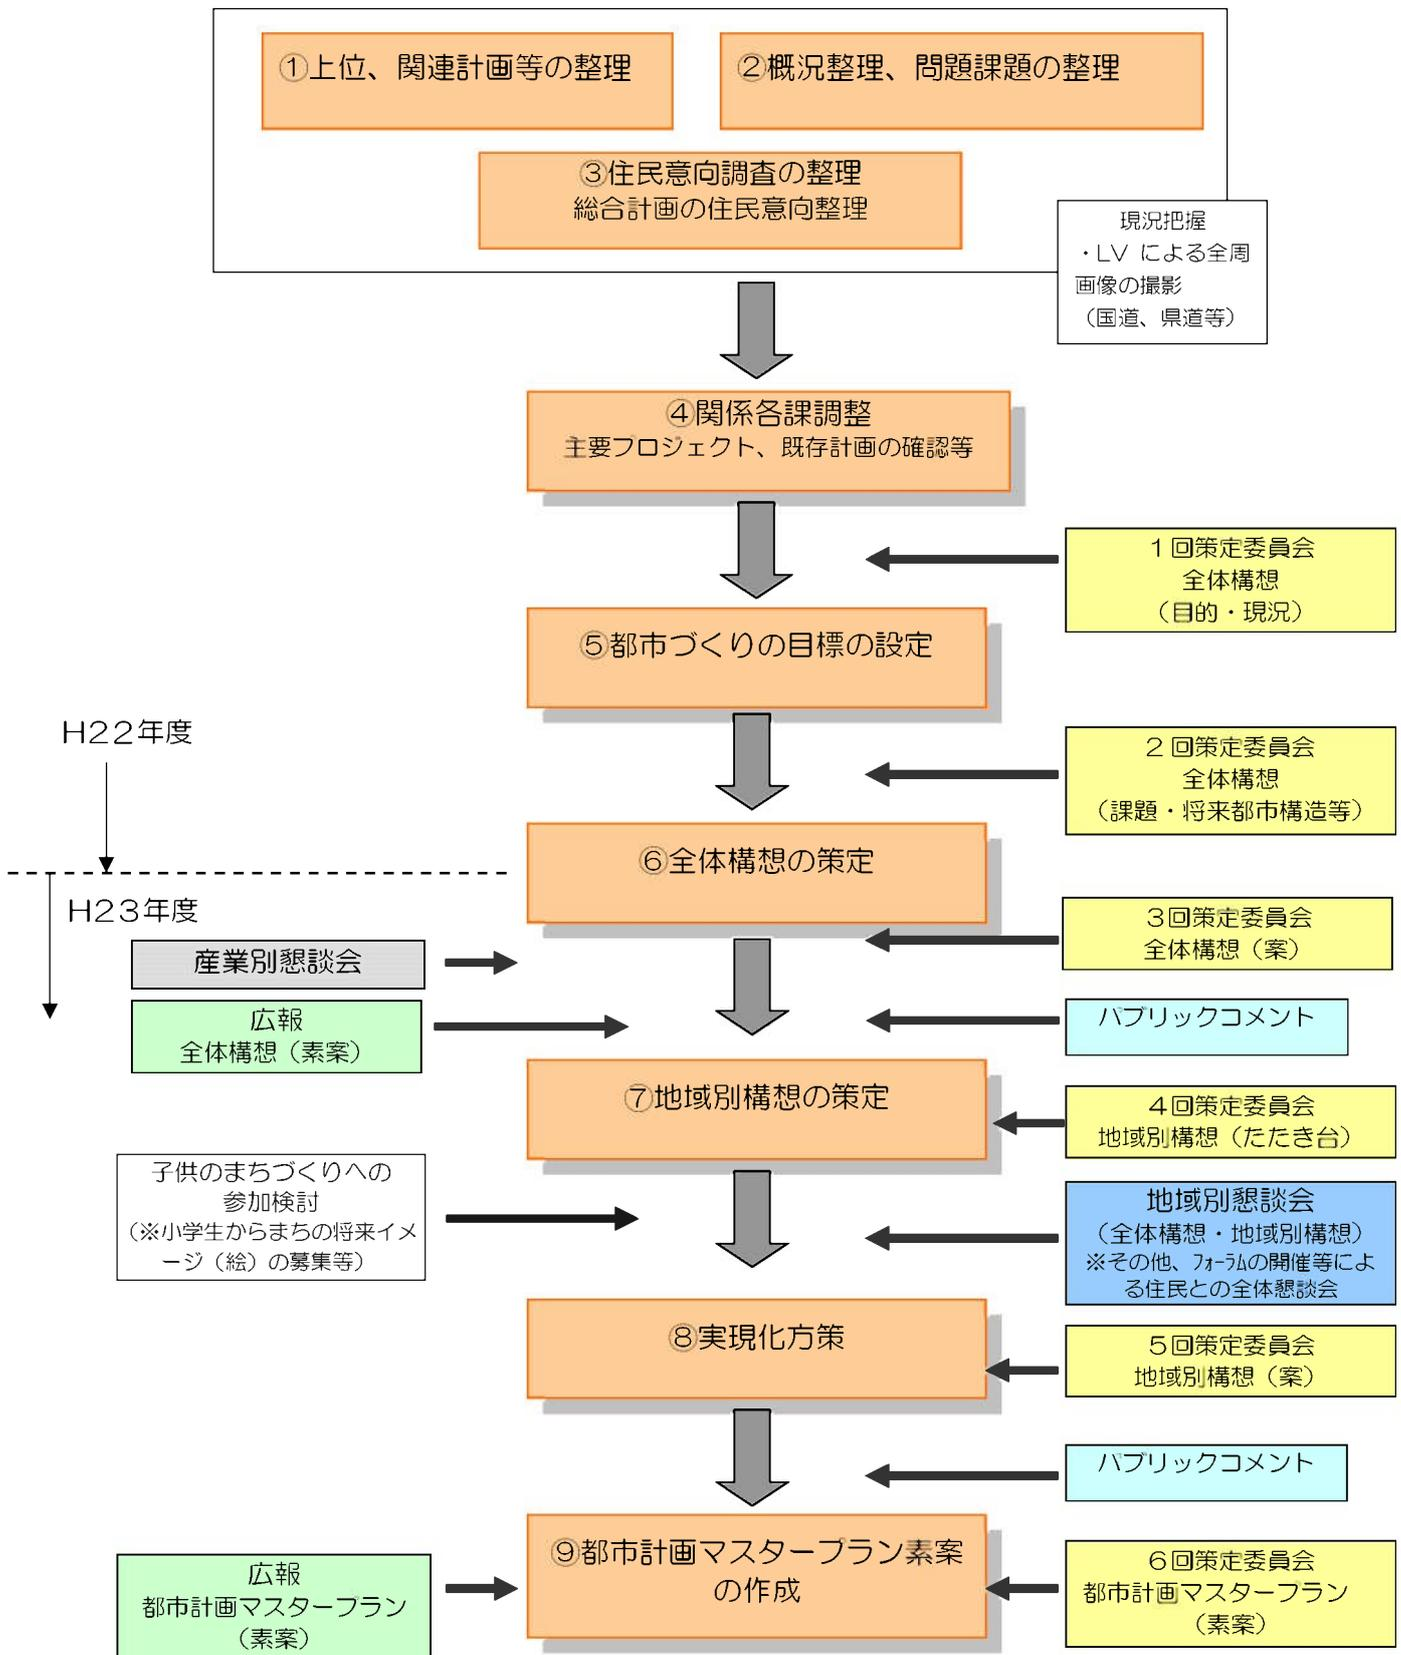 ①上位、関連計画等の整理
②概況整理、問題課題の整理
③住民意向調査の整理
総合計画の住民意向整理
現況把握
・LV による全周
画像の撮影
（国道、県道等）
④関係各課調整
主要プロジェクト、既存計画の確認等
1回策定委員会
全体構想
（目的・現況）
⑤都市づくりの目標の設定
H22年度
2回策定委員会
全体構想
（課題・将来都市構造等）
⑥全体構想の策定
H23年度
3回策定委員会
全体構想（案）
産業別懇談会
広報
全体構想（素案）
パブリックコメント
⑦地域別構想の策定
4回策定委員会
地域別構想（たたき台）
子供のまちづくりへの
参加検討
（※小学生からまちの将来イメ
ージ（絵）の募集等）
地域別懇談会
（全体構想・地域別構想）
※その他、ﾌｫｰﾗﾑの開催等によ
る住民との全体懇談会
⑧実現化方策
5回策定委員会
地域別構想（案）
パブリックコメント
⑨都市計画マスタープラン素案
の作成
広報
都市計画マスタープラン
（素案）
6回策定委員会
都市計画マスタープラン
（素案）